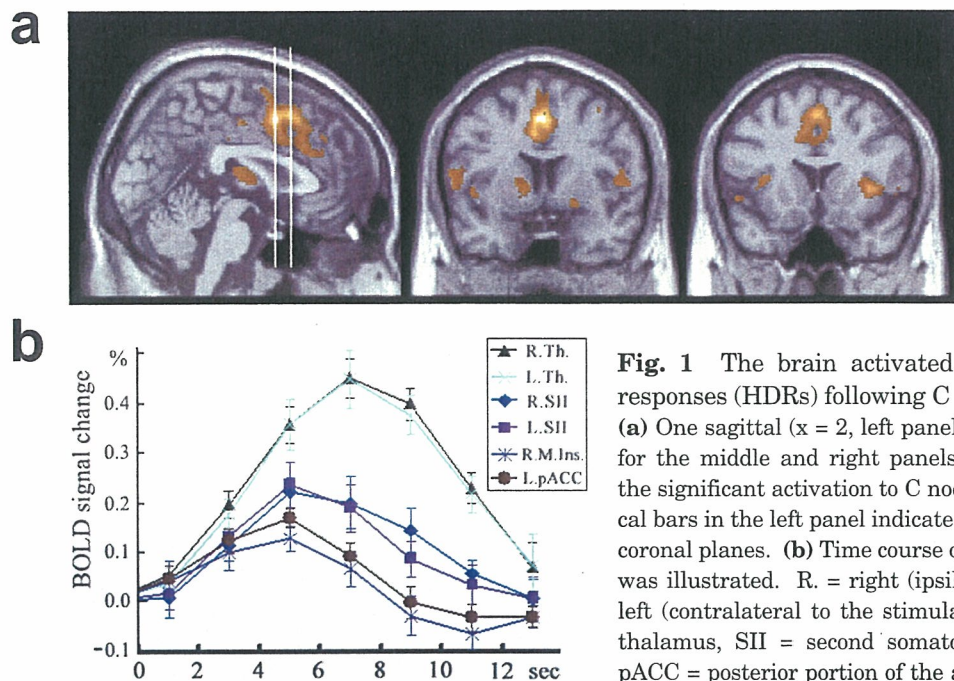 a
b
%
BOLD signal change
0.4
0.3
0.2
0.1
0.0
-0.1
0 2 4 6 8 10 12 sec
R.Th.
L.Th.
R.SII
L.SII
R.M.Ins.
L.pACC
Fig. 1 The brain activated
responses (HDRs) following C
(a) One sagittal (x = 2, left panel
for the middle and right panels
the significant activation to C noc
cal bars in the left panel indicate
coronal planes. (b) Time course o
was illustrated. R. = right (ipsil
left (contralateral to the stimula
thalamus, SII = second somato
pACC = posterior portion of the a